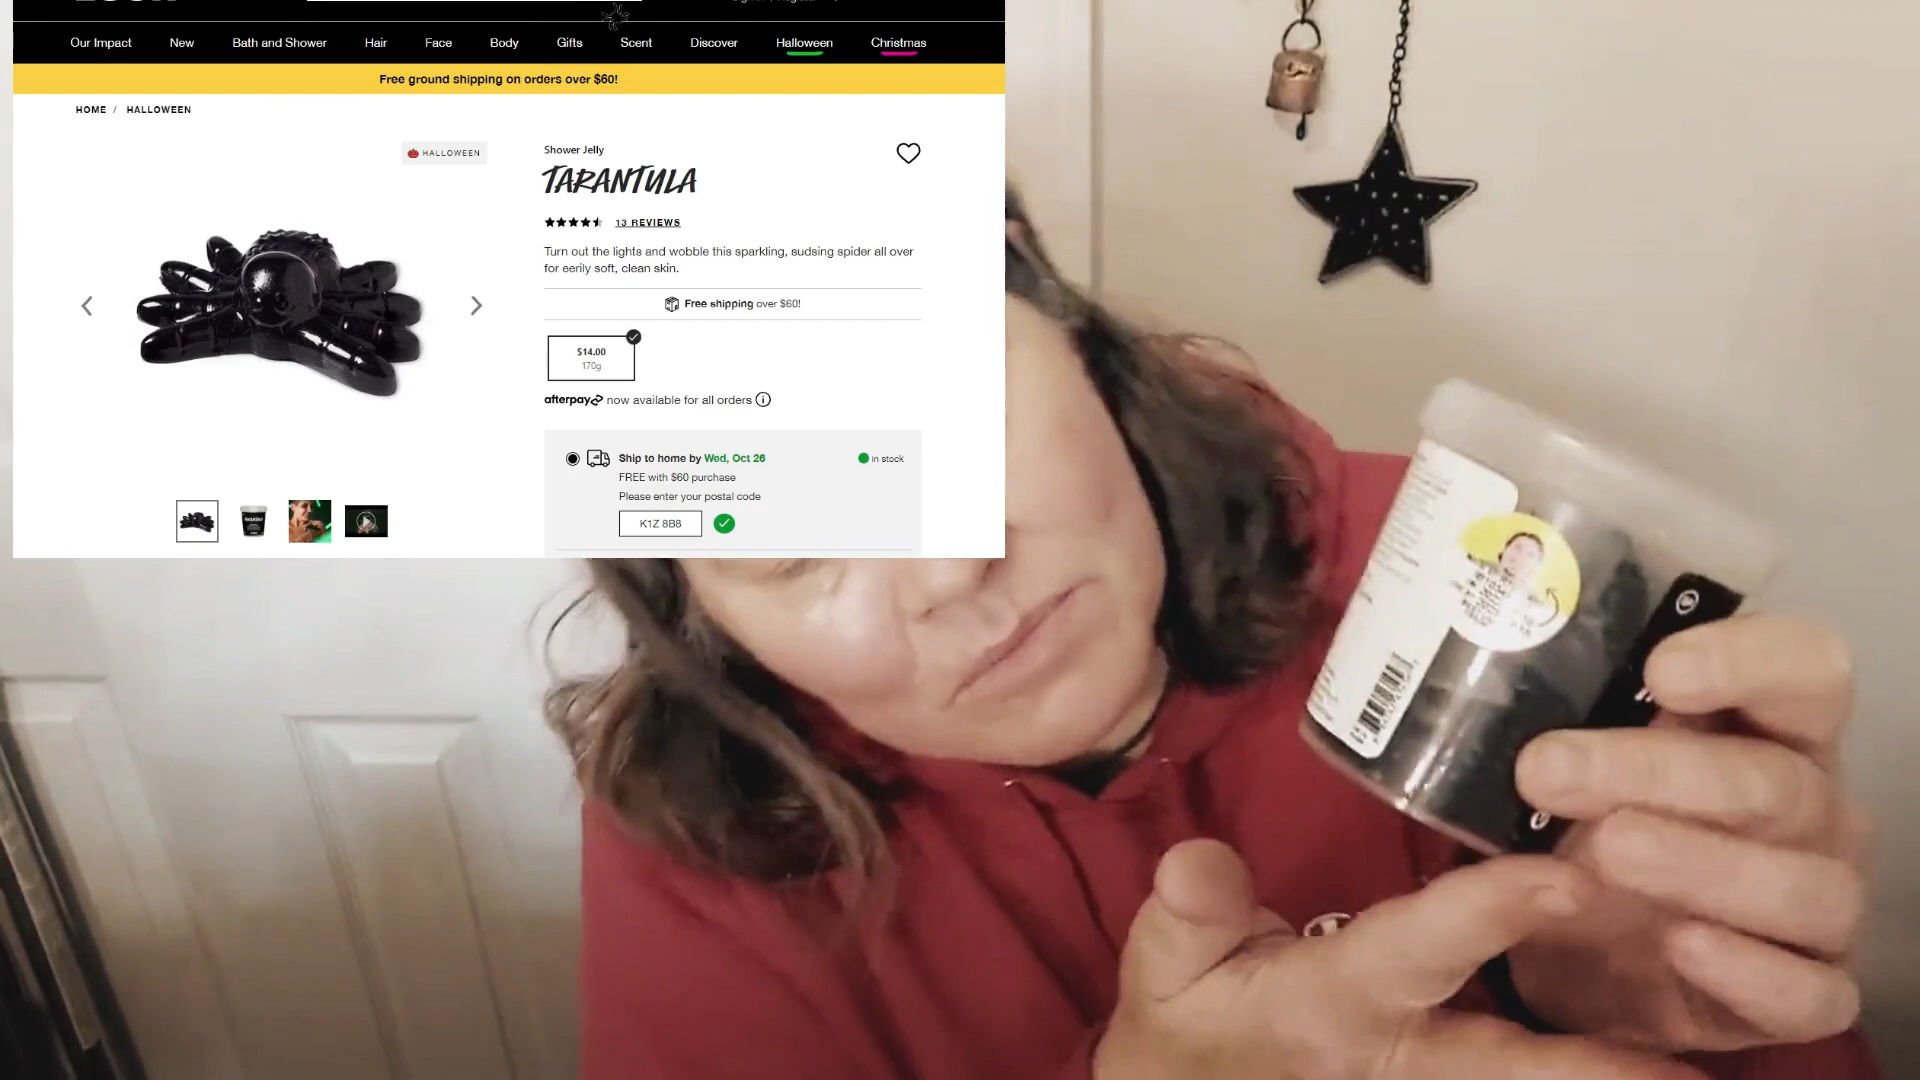 Our Impact New Bath and Shower Hair Face Body Gifts Scent Discover Halloween Christmas
Free ground shipping on orders over $60!
HOME / HALLOWEEN
HALLOWEEN
Shower Jelly
TARANTULA
13 REVIEWS
Turn out the lights and wobble this sparkling, sudsing spider all over
for eerily soft, clean skin.
Free shipping over $60!
$14.00
170g
afterpay now available for all orders
Ship to home by Wed, Oct 26
in stock
FREE with $60 purchase
Please enter your postal code
K1Z 8B8